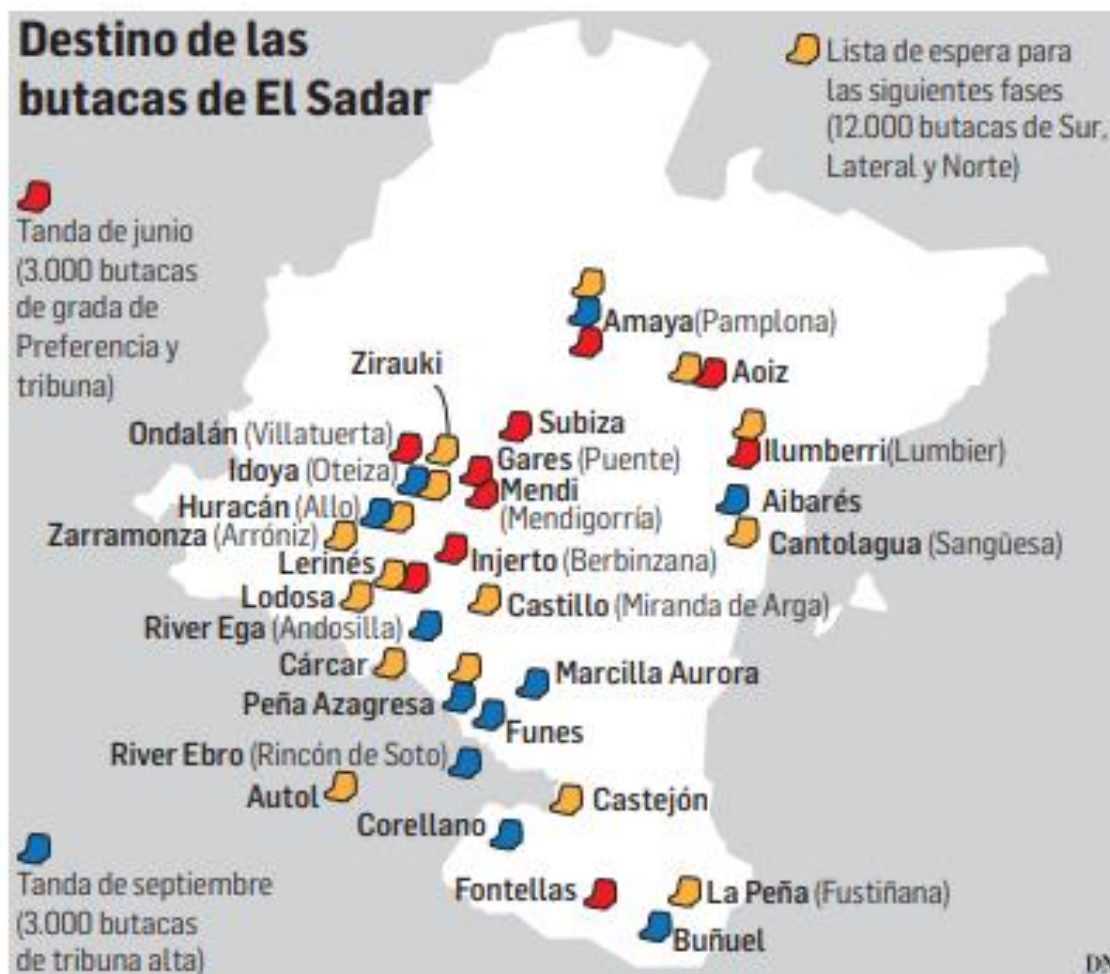 Destino de las
butacas de El Sadar
Lista de espera para
las siguientes fases
(12.000 butacas de Sur,
Lateral y Norte)
Tanda de junio
(3.000 butacas
de grada de
Preferencia y
tribuna)
Amaya (Pamplona)
Zirauki
Aoiz
Subiza
Ondalán (Villatuerta)
Gares (Puente)
Ilumberri (Lumbier)
Idoya (Oteiza)
Mendi
(Mendigorría)
Huracán (Allo)
Aibarés
Zarramonza (Arróniz)
Cantolagua (Sangüesa)
Injerto (Berbinzana)
Lerinés
Lodosa
Castillo (Miranda de Arga)
River Ega (Andosilla)
Cárcar
Marcilla Aurora
Peña Azagresa
Funes
River Ebro (Rincón de Soto)
Autol
Castejón
Corellano
Tanda de septiembre
(3.000 butacas
de tribuna alta)
Fontellas
La Peña (Fustiñana)
Buñuel
DN